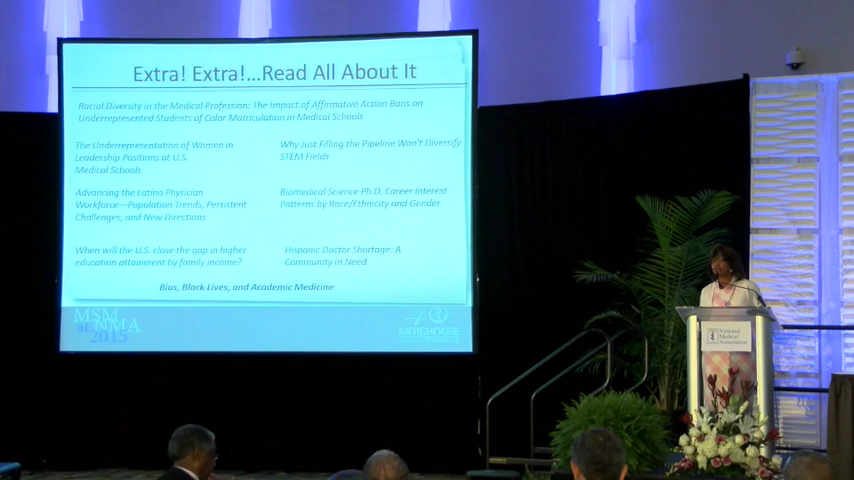 Extra! Extra!...Read All About It
Racial Diversity in the Medical Profession: The Impact of Affirmative Action Bans on
Underrepresented Students of Color Matriculation in Medical Schools
The Underrepresentation of Women in
Leadership Positions at U.S.
Medical Schools
Why Just Filling the Pipeline Won't Diversify
STEM Fields
Advancing the Latino Physician
Workforce—Population Trends, Persistent
Challenges, and New Directions
Biomedical Science Ph.D. Career Interest
Patterns by Race/Ethnicity and Gender
When will the U.S. close the gap in higher
education attainment by family income?
Hispanic Doctor Shortage: A
Community in Need
Bias, Black Lives, and Academic Medicine
MSM
at NMA
2015
MOREHOUSE
National
Medical
Association